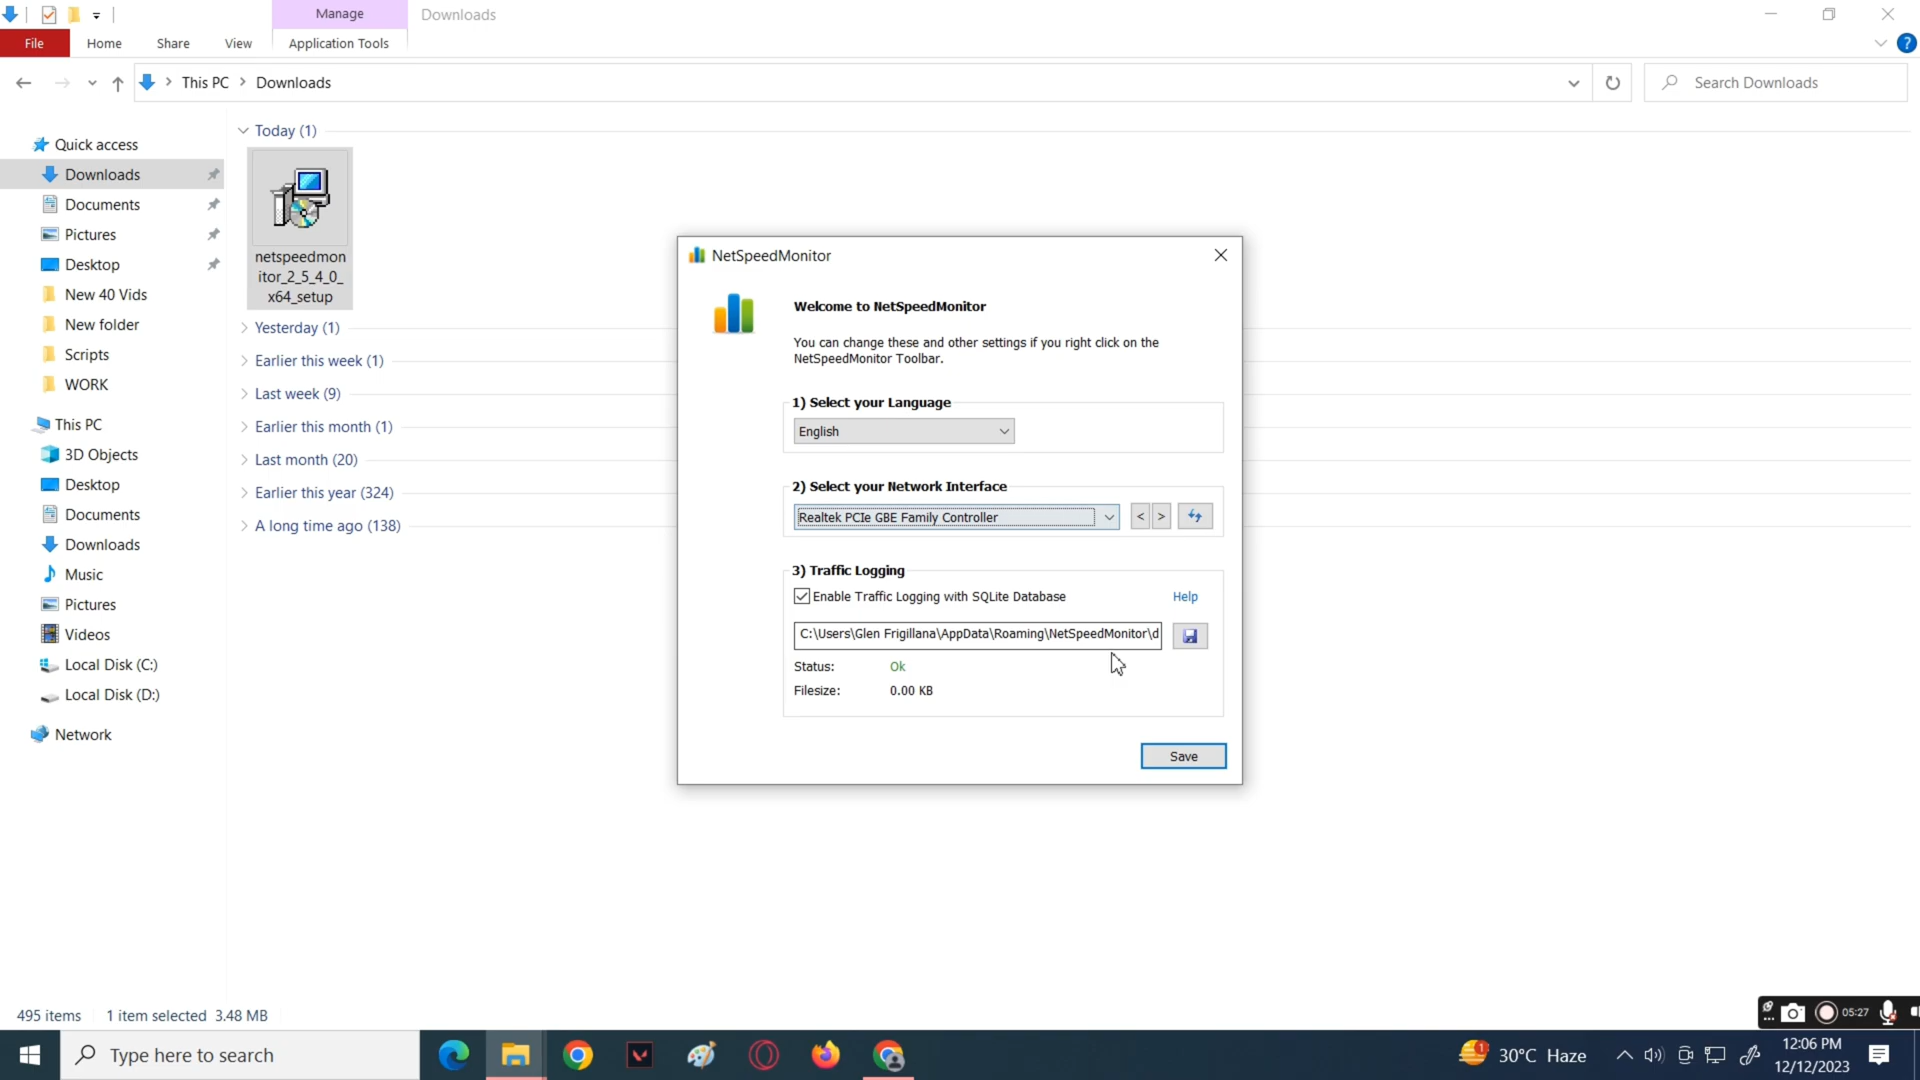 Manage
Downloads
File
Home
Share
View
Application Tools
This PC
Downloads
Search Downloads
Quick access
Downloads
Documents
Pictures
Desktop
New 40 Vids
New folder
Scripts
WORK
This PC
3D Objects
Desktop
Documents
Downloads
Music
Pictures
Videos
Local Disk (C:)
Local Disk (D:)
Network
Today (1)
netspeedmon
itor_2_5_4_0_
x64_setup
Yesterday (1)
Earlier this week (1)
Last week (9)
Earlier this month (1)
Last month (20)
Earlier this year (324)
A long time ago (138)
NetSpeedMonitor
Welcome to NetSpeedMonitor
You can change these and other settings if you right click on the
NetSpeedMonitor Toolbar.
1) Select your Language
English
2) Select your Network Interface
Realtek PCIe GBE Family Controller
< >
3) Traffic Logging
Enable Traffic Logging with SQLite Database
Help
C:\Users\Glen Frigillana\AppData\Roaming\NetSpeedMonitor\d
Status: Ok
Filesize: 0.00 KB
Save
495 items 1 item selected 3.48 MB
05:27
Type here to search
1
30°C Haze
12:06 PM
12/12/2023